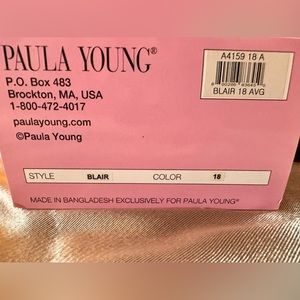 PAULA YOUNG®
P.O. Box 483
Brockton, MA, USA
1-800-472-4017
paulayoung.com
©Paula Young
A4159 18 A
BLAIR 18 AVG
STYLE BLAIR COLOR 18
MADE IN BANGLADESH EXCLUSIVELY FOR PAULA YOUNG®